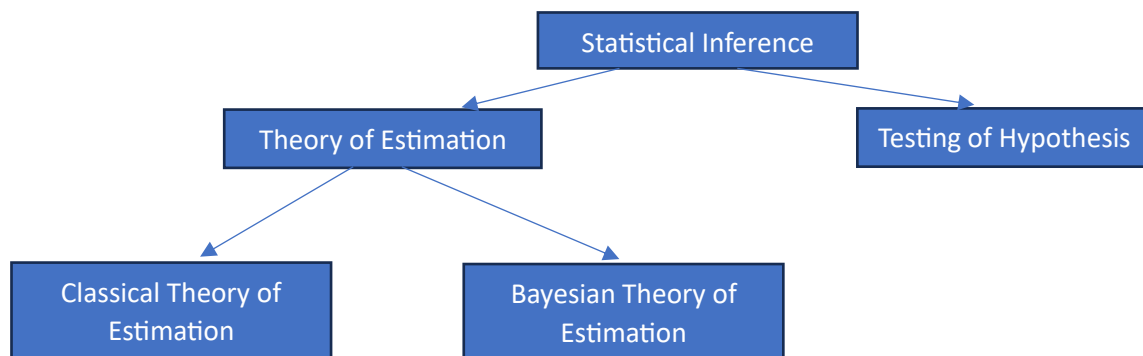 Statistical Inference
Theory of Estimation
Testing of Hypothesis
Classical Theory of
Estimation
Bayesian Theory of
Estimation